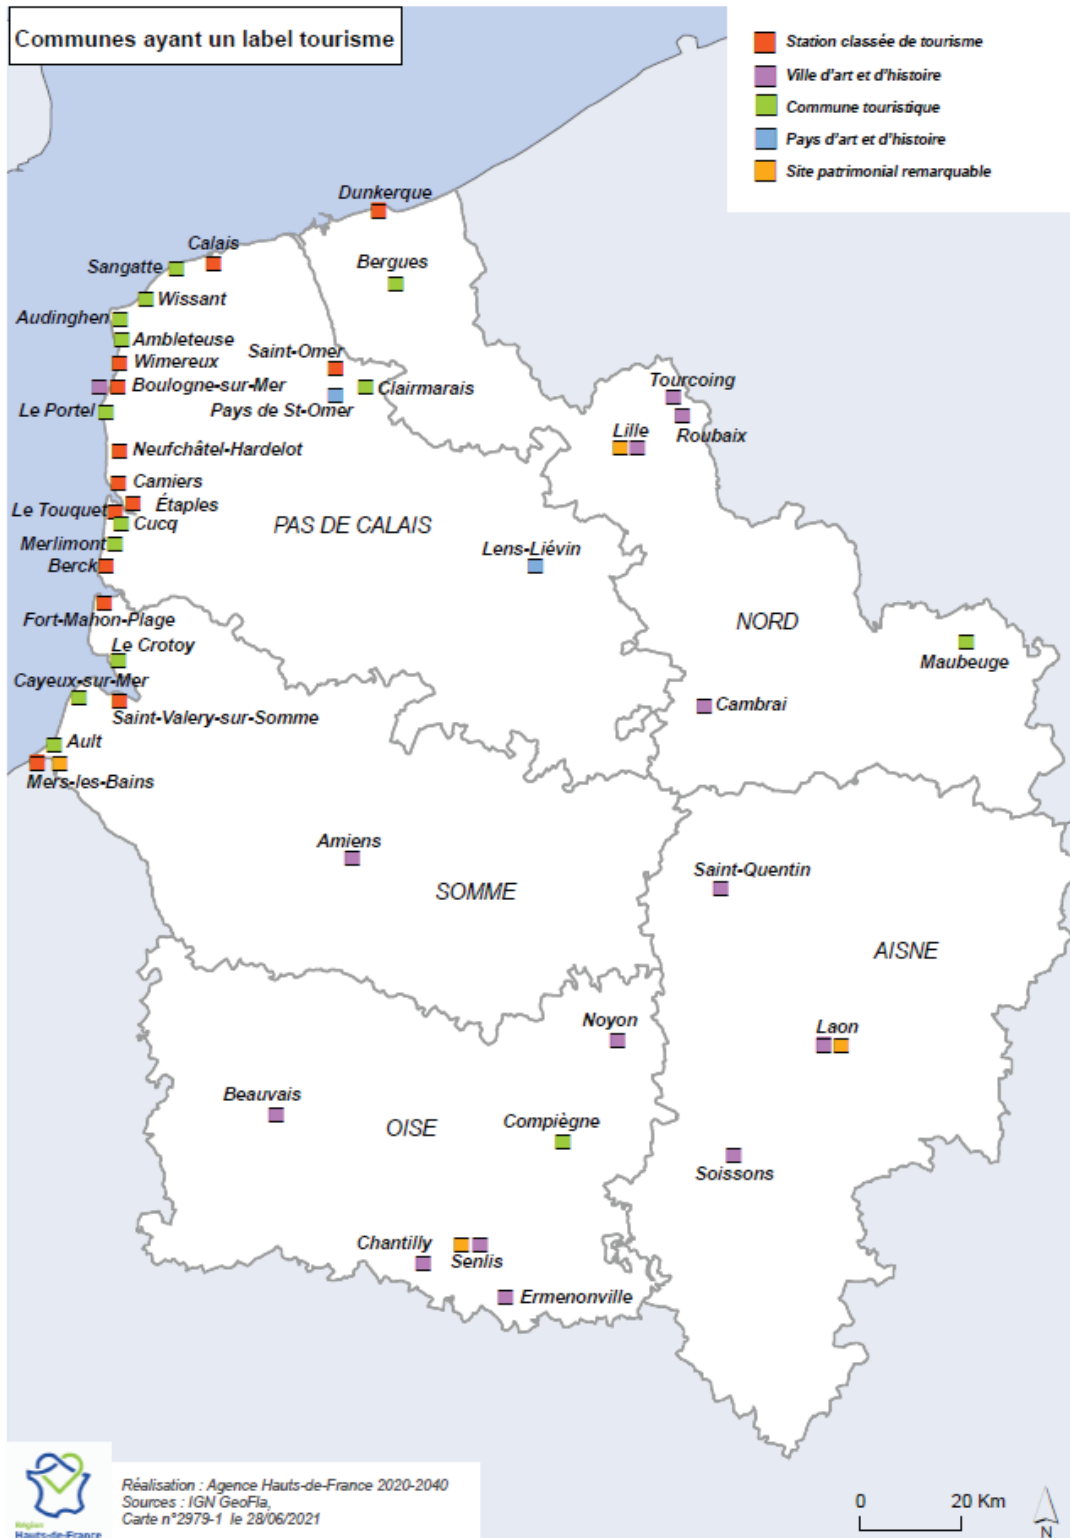 Communes ayant un label tourisme
Station classée de tourisme
Ville d'art et d'histoire
Commune touristique
Pays d'art et d'histoire
Site patrimonial remarquable
Dunkerque
Calais
Sangatte
Bergues
Wissant
Audinghen
Ambleteuse
Wimereux
Saint-Omer
Boulogne-sur-Mer
Clairmarais
Tourcoing
Le Portel
Pays de St-Omer
Lille
Roubaix
Neufchâtel-Hardelot
Camiers
Étaples
Le Touquet
Cucq
PAS DE CALAIS
Merlimont
Lens-Liévin
Berck
Fort-Mahon-Plage
NORD
Le Crotoy
Maubeuge
Cayeux-sur-Mer
Saint-Valery-sur-Somme
Cambrai
Ault
Mers-les-Bains
Amiens
Saint-Quentin
SOMME
AISNE
Noyon
Laon
Beauvais
OISE
Compiègne
Soissons
Chantilly
Senlis
Ermenonville
Région
Hauts-de-France
Réalisation : Agence Hauts-de-France 2020-2040
Sources : IGN GeoFla,
Carte n°2979-1 le 28/06/2021
0 20 Km
N